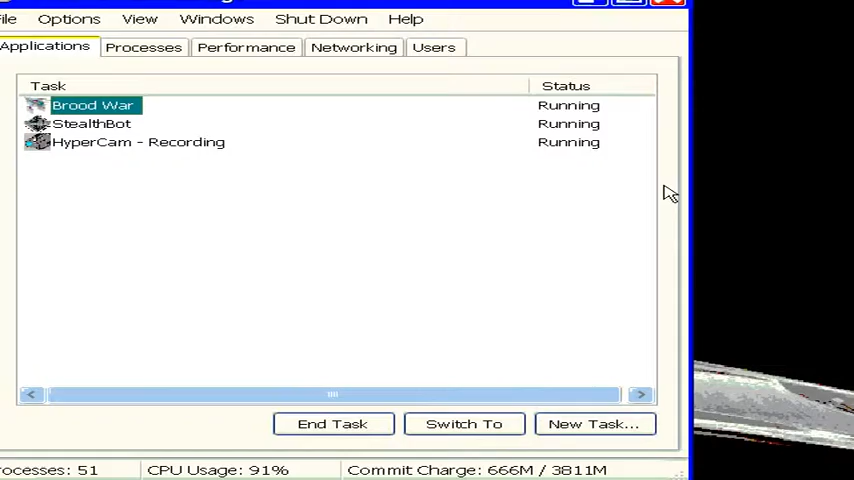 ile Options View Windows Shut Down Help
Applications Processes Performance Networking Users
Task Status
Brood War Running
StealthBot Running
HyperCam - Recording Running
End Task Switch To New Task...
rocesses: 51 CPU Usage: 91% Commit Charge: 666M / 3811M